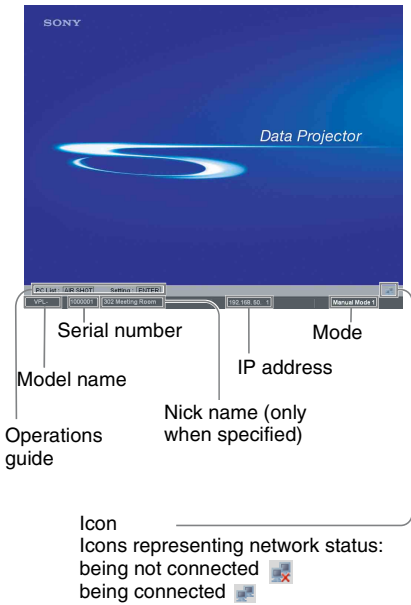 SONY
Data Projector
PC List : AIR SHOT Setting : ENTER
VPL- 1000001 302 Meeting Room 192.168. 50. 1 Manual Mode 1
Serial number
Mode
IP address
Model name
Nick name (only
when specified)
Operations
guide
Icon
Icons representing network status:
being not connected
being connected